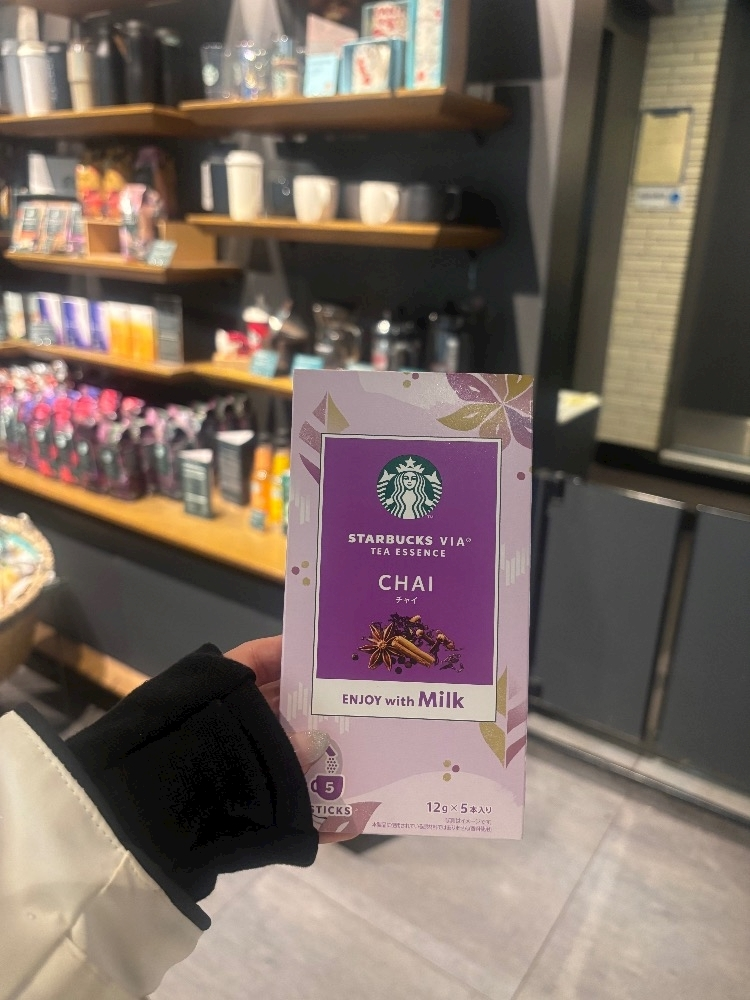 STARBUCKS VIA®
TEA ESSENCE
CHAI
チャイ
ENJOY with Milk
5
STICKS
12g×5本入り